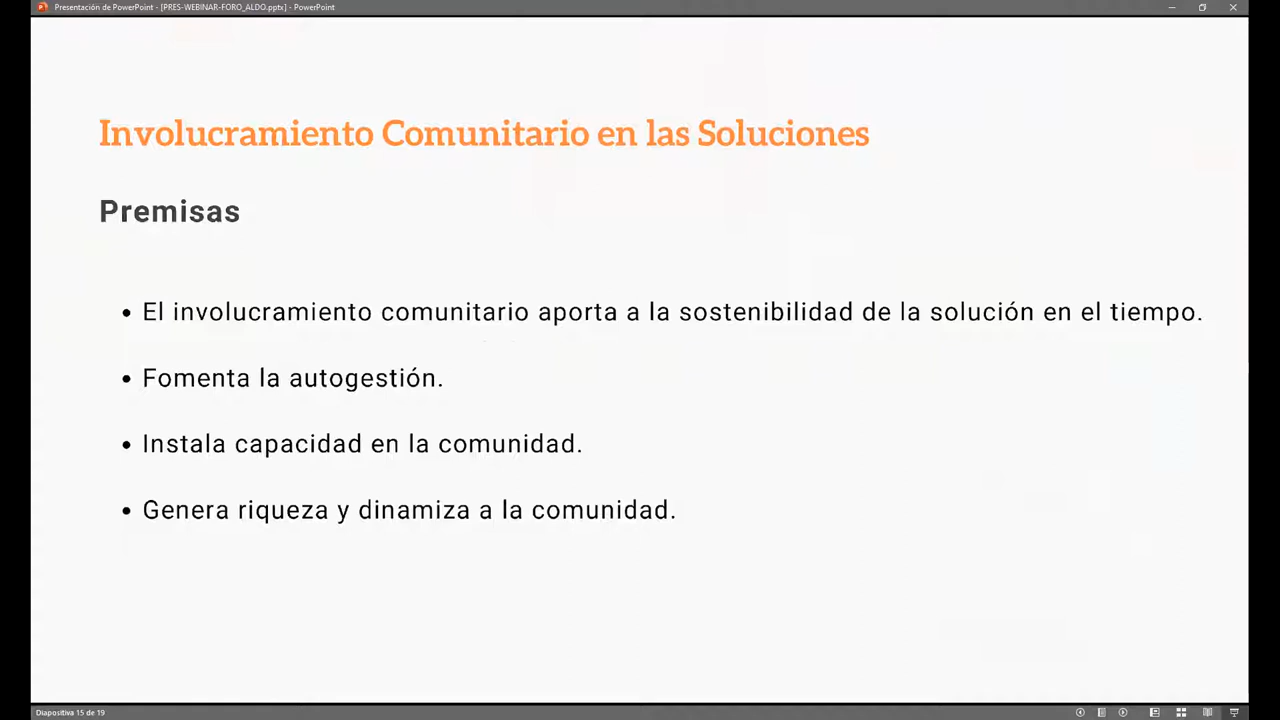 Presentación de PowerPoint - [PRES-WEBINAR-FORO_ALDO.pptx] - PowerPoint
Involucramiento Comunitario en las Soluciones
Premisas
• El involucramiento comunitario aporta a la sostenibilidad de la solución en el tiempo.
• Fomenta la autogestión.
• Instala capacidad en la comunidad.
• Genera riqueza y dinamiza a la comunidad.
Diapositiva 15 de 19